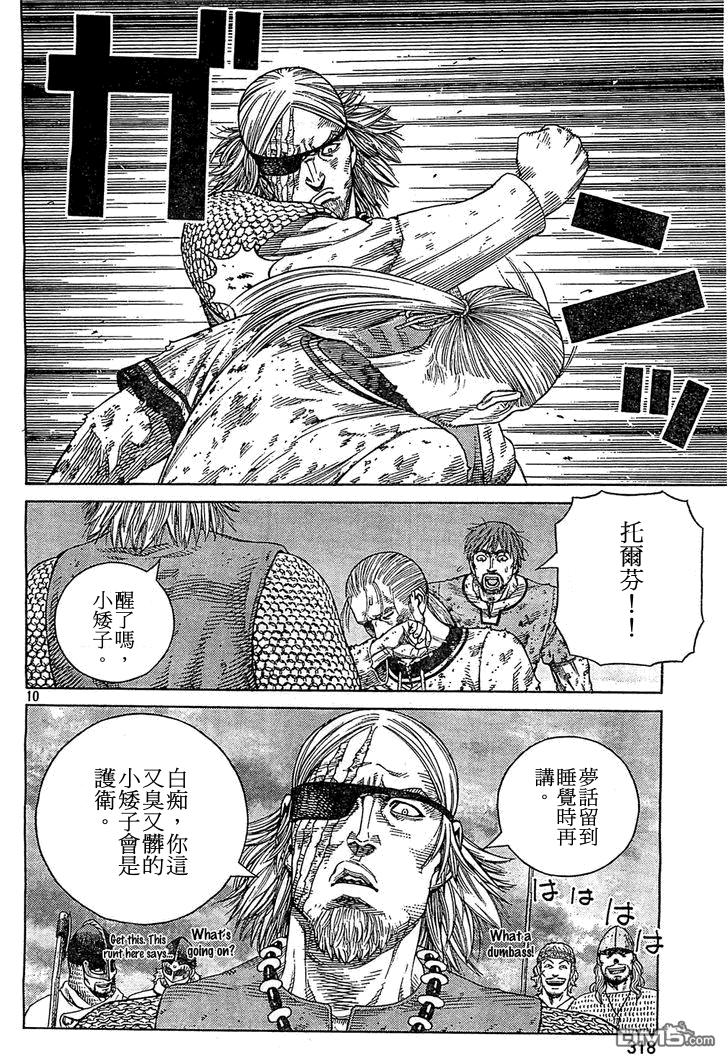 ガ
ガッ
托爾芬！！
醒了嗎，
小矮子。
10
夢話留到
睡覺時再
講。
はははは
白痴，你這
又臭又髒的
小矮子會是
護衛。
What a
dumbass!
What's
going on?
Get this. This
runt here says...
318